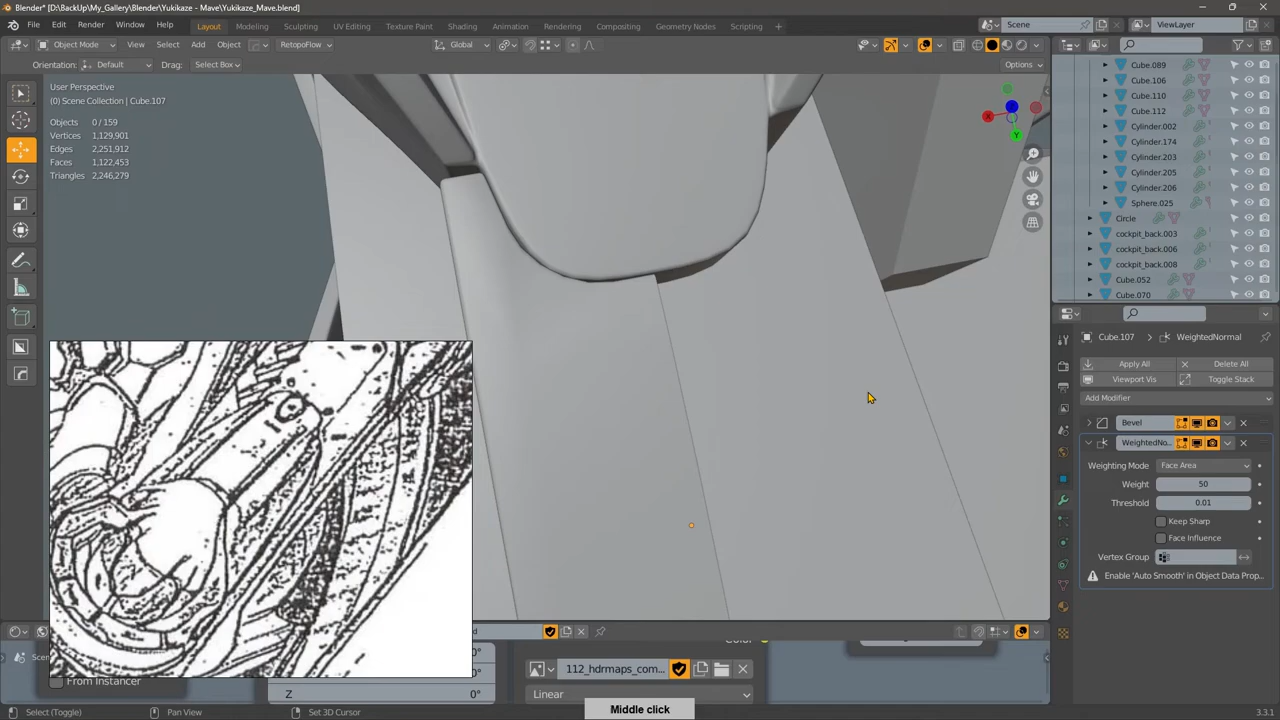 Blender* [D:\BackUp\My_Gallery\Blender\Yukikaze - Mave\Yukikaze_Mave.blend]
File Edit Render Window Help Layout Modeling Sculpting UV Editing Texture Paint Shading Animation Rendering Compositing Geometry Nodes Scripting Scene ViewLayer
Object Mode View Select Add Object RetopoFlow Global
Orientation: Default Drag: Select Box Options
User Perspective
(0) Scene Collection | Cube.107
Objects 0 / 159
Vertices 1,129,901
Edges 2,251,912
Faces 1,122,453
Triangles 2,246,279
X
Y
Z
Cube.089
Cube.106
Cube.110
Cube.112
Cylinder.002
Cylinder.174
Cylinder.203
Cylinder.205
Cylinder.206
Sphere.025
Circle
cockpit_back.003
cockpit_back.006
cockpit_back.008
Cube.052
Cube.070
Cube.107 WeightedNormal
Apply All Delete All
Viewport Vis Toggle Stack
Add Modifier
Bevel
WeightedNo...
Weighting Mode Face Area
Weight 50
Threshold 0.01
Keep Sharp
Face Influence
Vertex Group
Enable 'Auto Smooth' in Object Data Prop...
From Instancer
Z 0°
112_hdrmaps_com...
Linear
Middle click
Select (Toggle) Pan View Set 3D Cursor 3.3.1